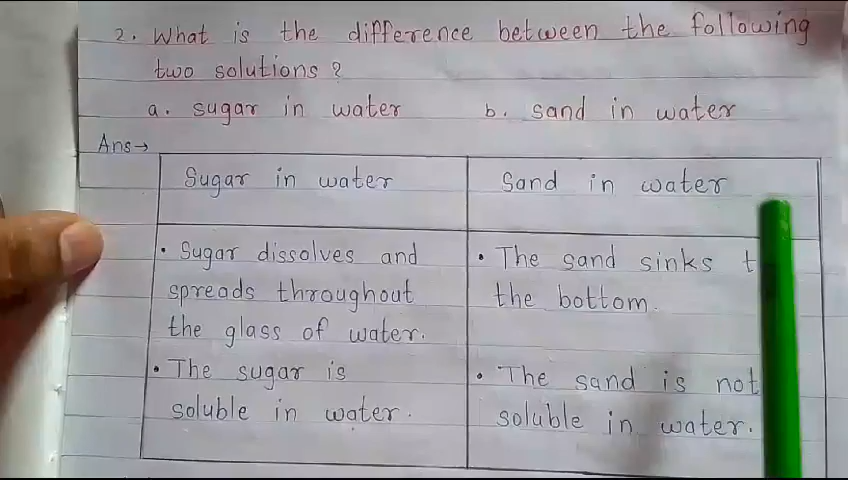 2. What is the difference between the following
two solutions?
a. sugar in water b. sand in water
Ans→
Sugar in water Sand in water
• Sugar dissolves and
spreads throughout
the glass of water.
• The sugar is
soluble in water.
• The sand sinks t
the bottom.
• The sand is not
soluble in water.